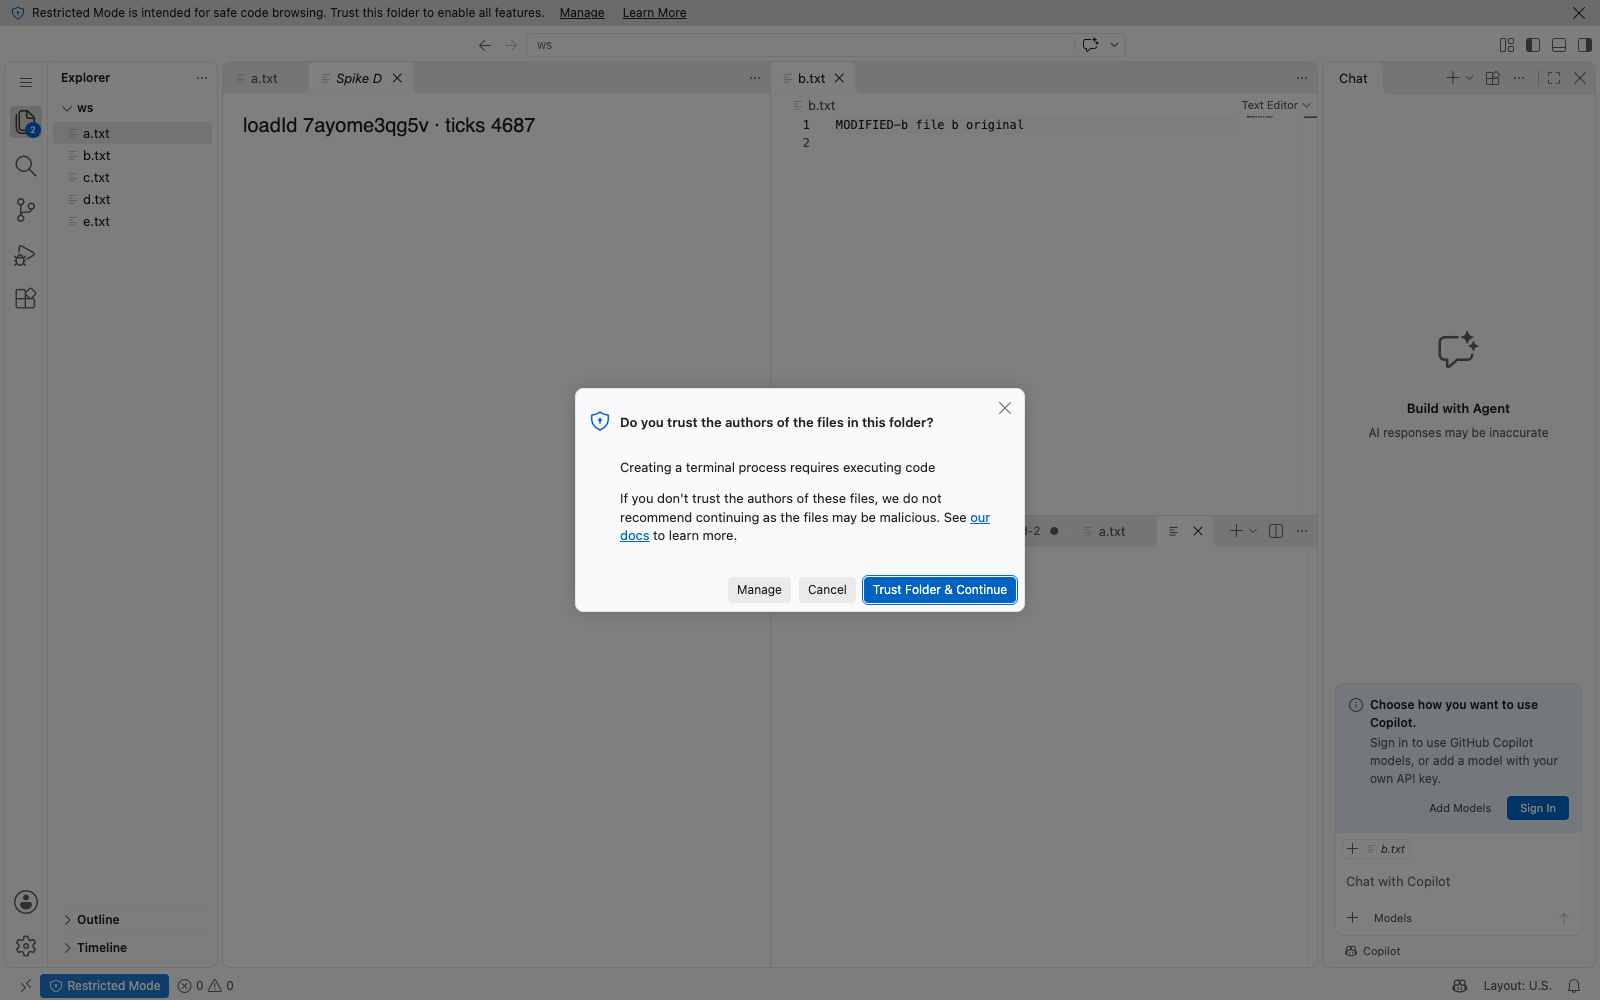 Restricted Mode is intended for safe code browsing. Trust this folder to enable all features. Manage Learn More
ws
Explorer
ws
a.txt
b.txt
c.txt
d.txt
e.txt
2
Outline
Timeline
a.txt
Spike D
loadId 7ayome3qg5v · ticks 4687
b.txt
b.txt
Text Editor
1 MODIFIED-b file b original
2
d-2
a.txt
Do you trust the authors of the files in this folder?
Creating a terminal process requires executing code
If you don't trust the authors of these files, we do not
recommend continuing as the files may be malicious. See our
docs to learn more.
Manage
Cancel
Trust Folder & Continue
Chat
Build with Agent
AI responses may be inaccurate
Choose how you want to use
Copilot.
Sign in to use GitHub Copilot
models, or add a model with your
own API key.
Add Models
Sign In
b.txt
Chat with Copilot
Models
Copilot
Restricted Mode
0
0
Layout: U.S.